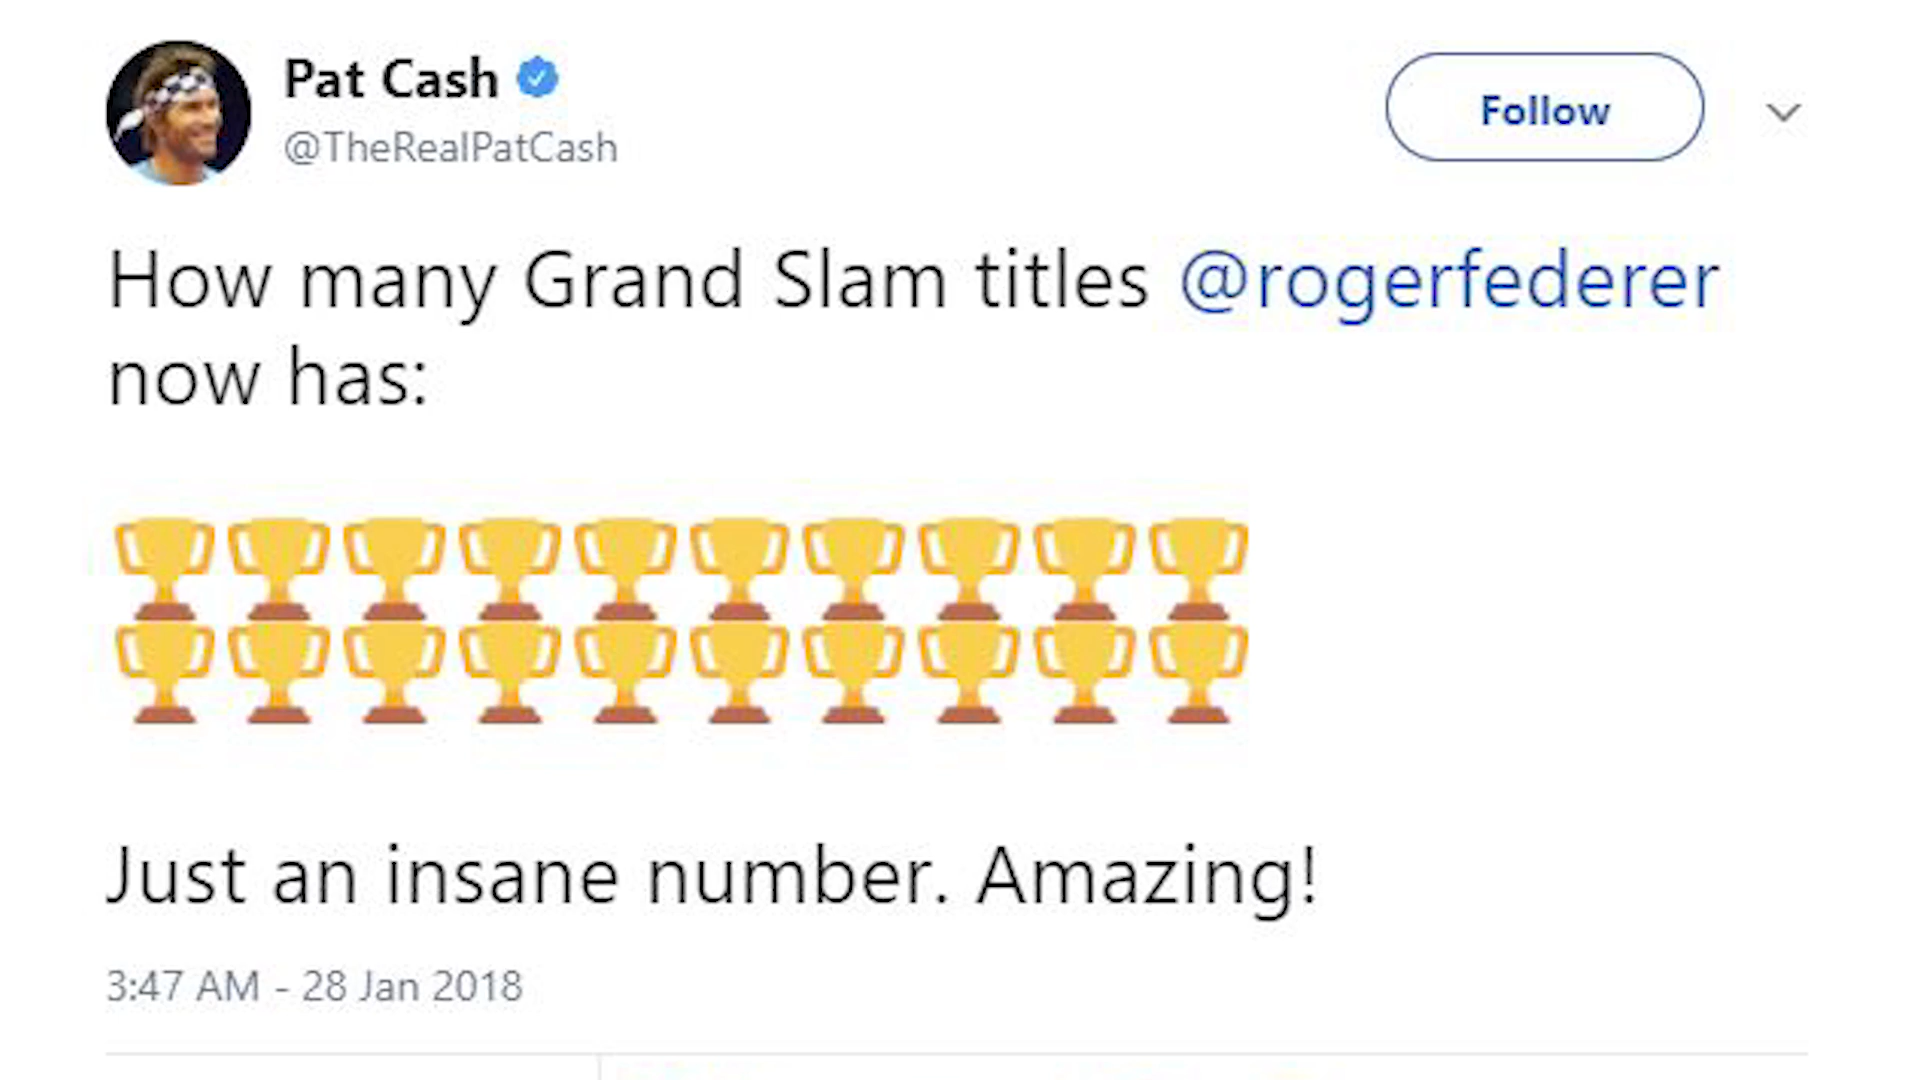 Pat Cash
@TheRealPatCash
Follow
How many Grand Slam titles @rogerfederer
now has:
🏆🏆🏆🏆🏆🏆🏆🏆🏆🏆
🏆🏆🏆🏆🏆🏆🏆🏆🏆🏆
Just an insane number. Amazing!
3:47 AM - 28 Jan 2018